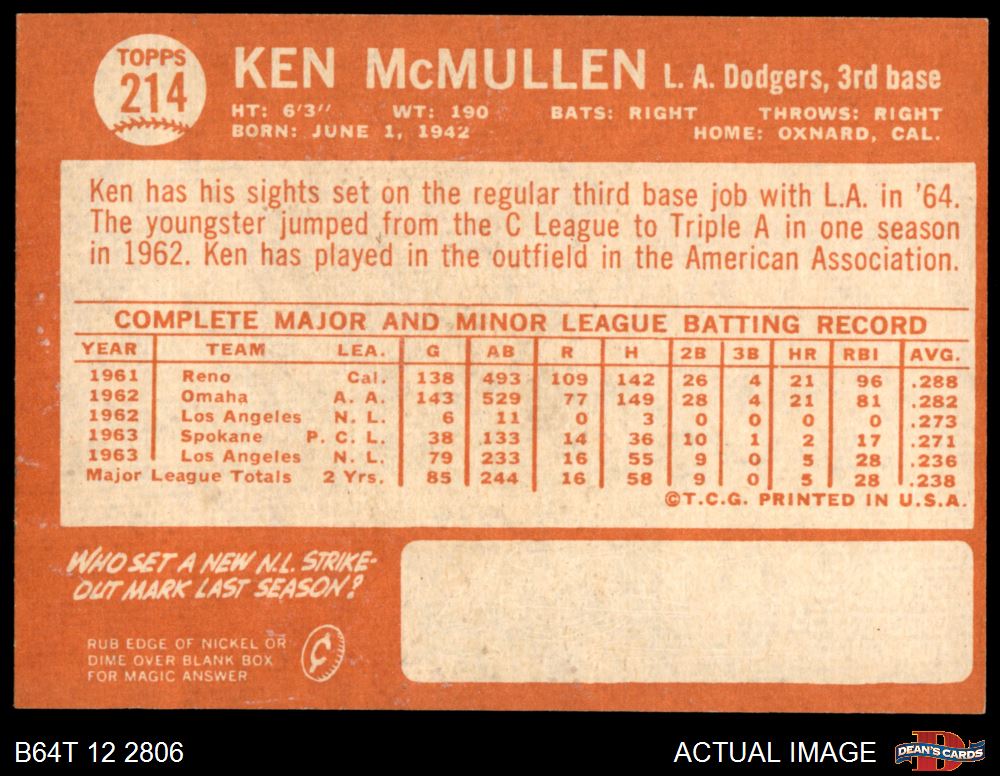 TOPPS
214
KEN McMULLEN L. A. Dodgers, 3rd base
HT: 6'3" WT: 190 BATS: RIGHT THROWS: RIGHT
BORN: JUNE 1, 1942 HOME: OXNARD, CAL.
Ken has his sights set on the regular third base job with L.A. in '64.
The youngster jumped from the C League to Triple A in one season
in 1962. Ken has played in the outfield in the American Association.
COMPLETE MAJOR AND MINOR LEAGUE BATTING RECORD
YEAR TEAM LEA. G AB R H 2B 3B HR RBI AVG.
1961 Reno Cal. 138 493 109 142 26 4 21 96 .288
1962 Omaha A. A. 143 529 77 149 28 4 21 81 .282
1962 Los Angeles N. L. 6 11 0 3 0 0 0 0 .273
1963 Spokane P. C. L. 38 133 14 36 10 1 2 17 .271
1963 Los Angeles N. L. 79 233 16 55 9 0 5 28 .236
Major League Totals 2 Yrs. 85 244 16 58 9 0 5 28 .238
©T.C.G. PRINTED IN U.S.A.
WHO SET A NEW N.L. STRIKE-
OUT MARK LAST SEASON?
RUB EDGE OF NICKEL OR
DIME OVER BLANK BOX
FOR MAGIC ANSWER
¢
B64T 12 2806 ACTUAL IMAGE
D
DEAN'S CARDS